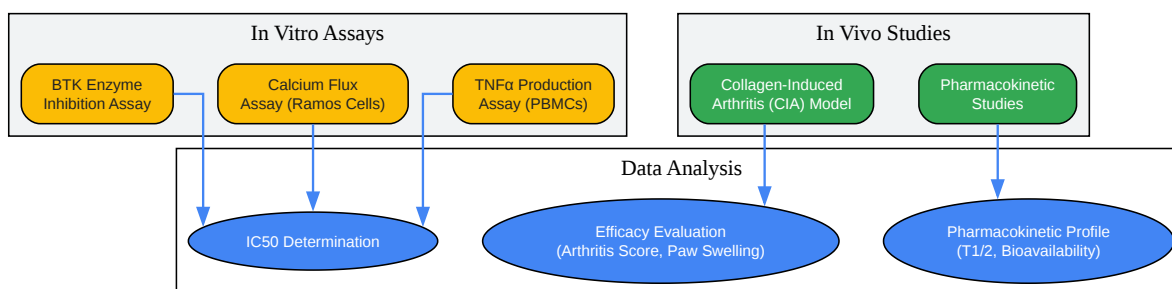 In Vitro Assays
BTK Enzyme
Inhibition Assay
Calcium Flux
Assay (Ramos Cells)
TNFα Production
Assay (PBMCs)
In Vivo Studies
Collagen-Induced
Arthritis (CIA) Model
Pharmacokinetic
Studies
Data Analysis
IC50 Determination
Efficacy Evaluation
(Arthritis Score, Paw Swelling)
Pharmacokinetic Profile
(T1/2, Bioavailability)